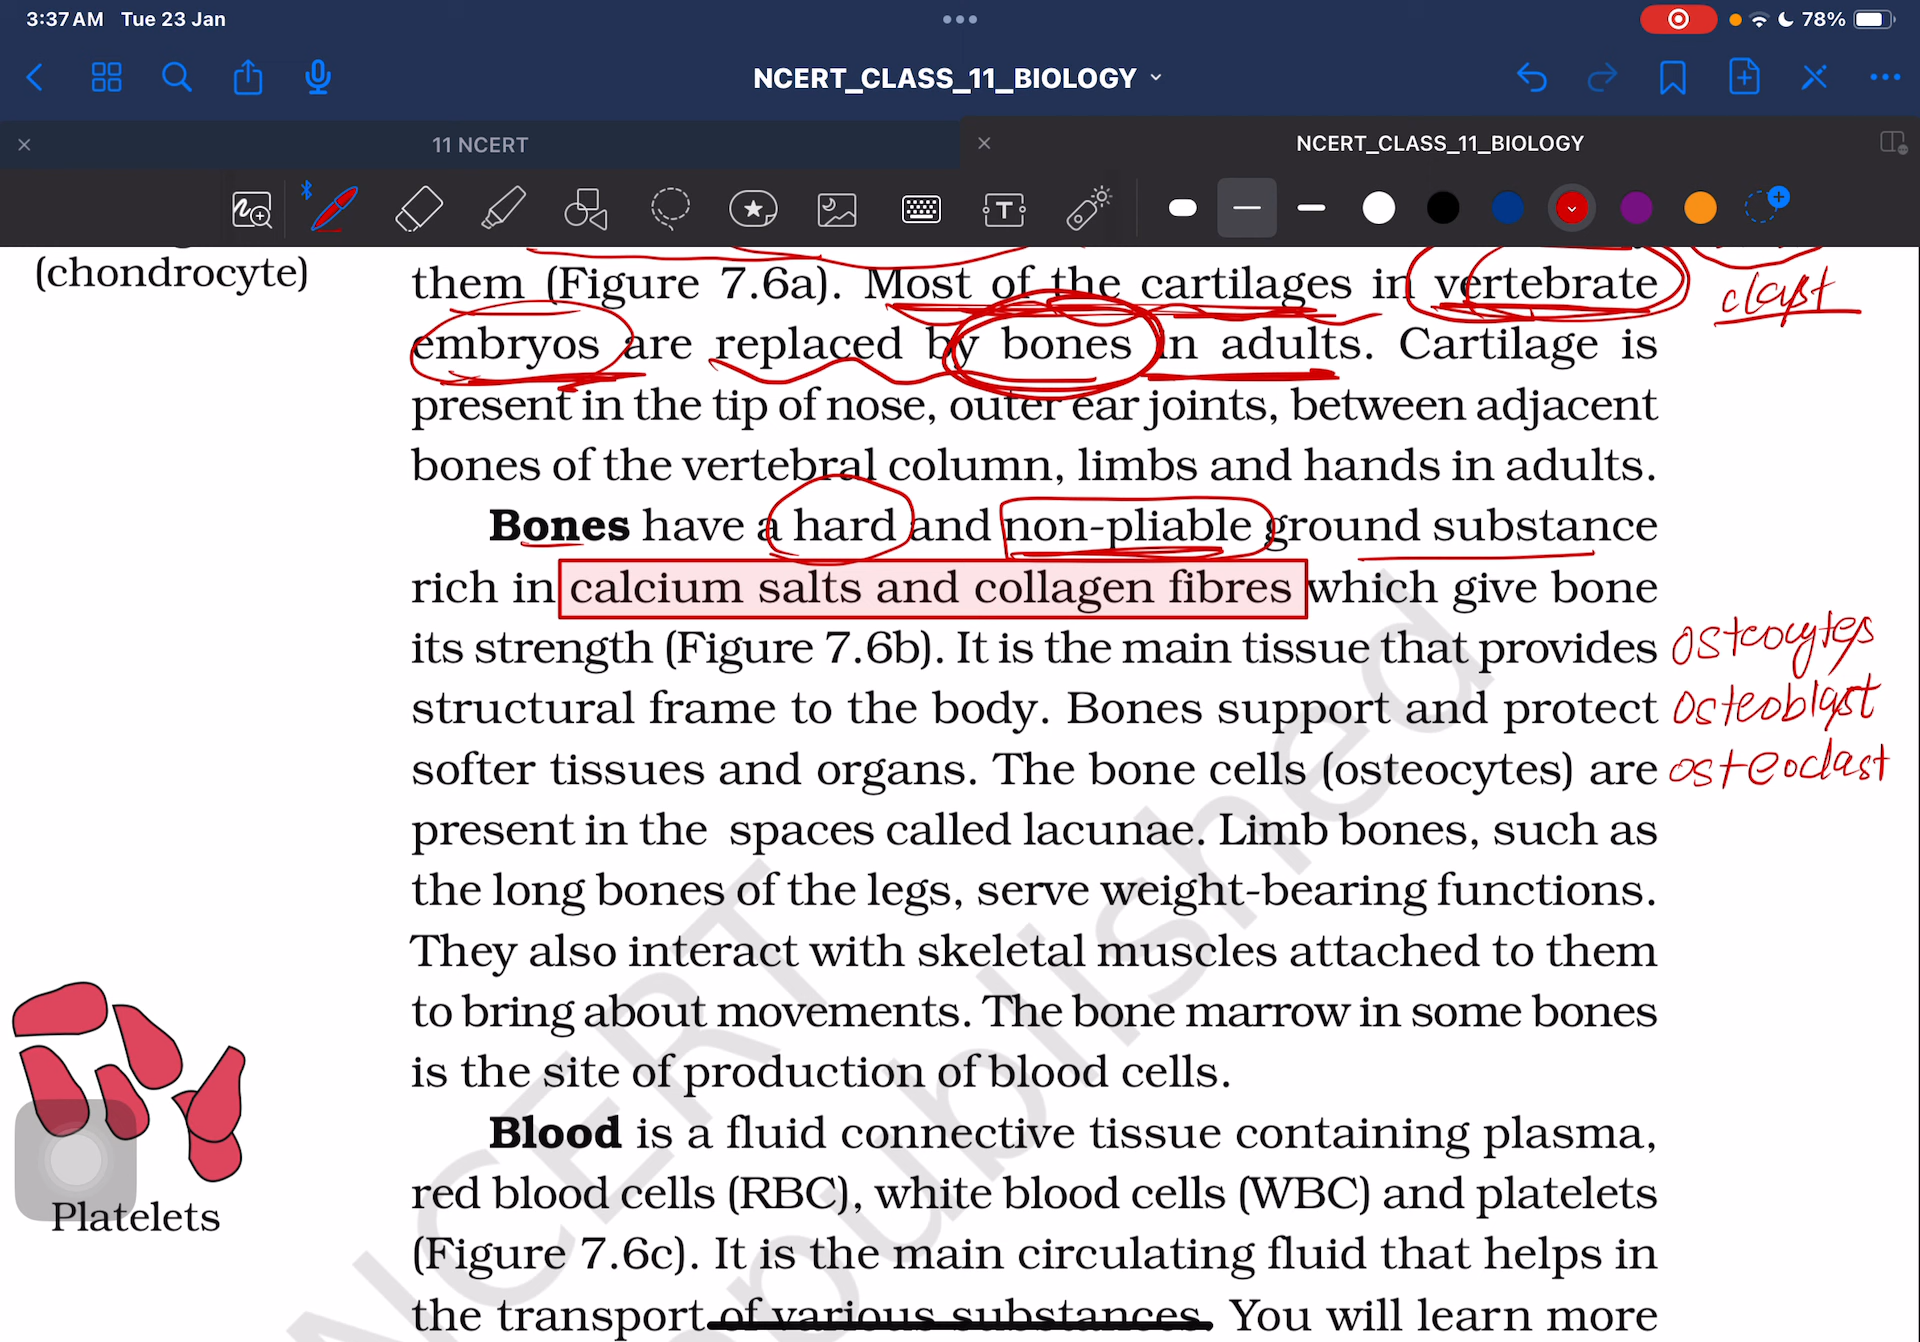 3:37 AM Tue 23 Jan
78%
NCERT_CLASS_11_BIOLOGY
11 NCERT
NCERT_CLASS_11_BIOLOGY
(chondrocyte)
them (Figure 7.6a). Most of the cartilages in vertebrate
clast
embryos are replaced by bones in adults. Cartilage is
present in the tip of nose, outer ear joints, between adjacent
bones of the vertebral column, limbs and hands in adults.
Bones have a hard and non-pliable ground substance
rich in calcium salts and collagen fibres which give bone
its strength (Figure 7.6b). It is the main tissue that provides
osteocytes
structural frame to the body. Bones support and protect
osteoblast
softer tissues and organs. The bone cells (osteocytes) are
osteoclast
present in the spaces called lacunae. Limb bones, such as
the long bones of the legs, serve weight-bearing functions.
They also interact with skeletal muscles attached to them
to bring about movements. The bone marrow in some bones
is the site of production of blood cells.
Blood is a fluid connective tissue containing plasma,
red blood cells (RBC), white blood cells (WBC) and platelets
Platelets
(Figure 7.6c). It is the main circulating fluid that helps in
the transport of various substances. You will learn more
NCERT
published